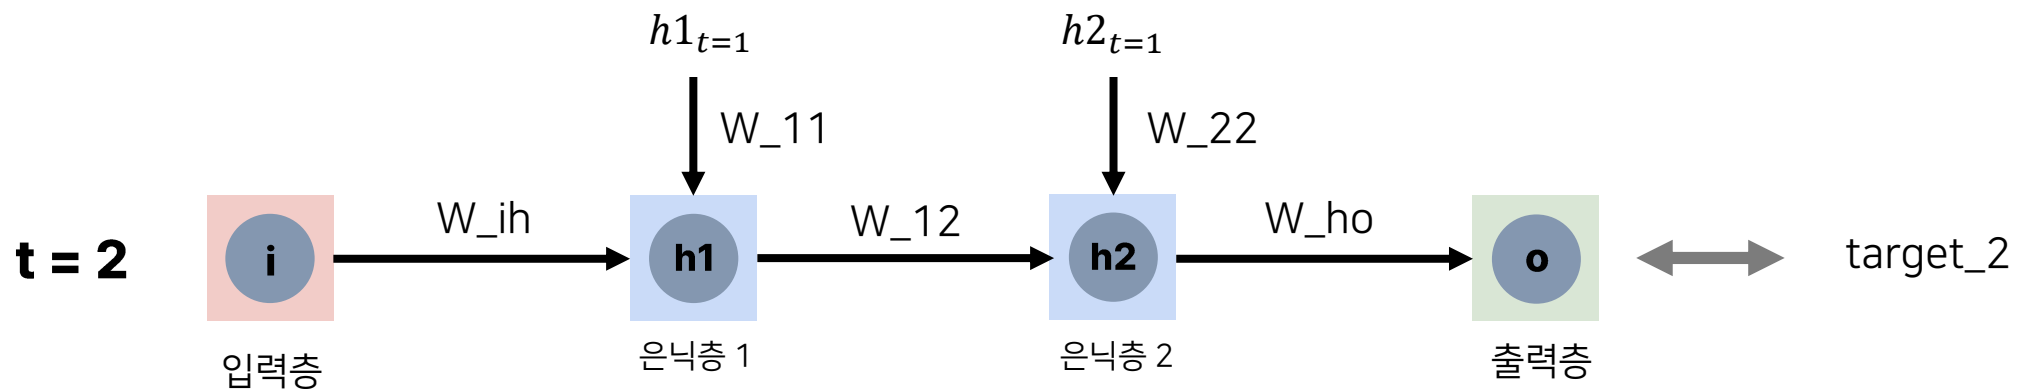 h1_{t=1}
h2_{t=1}
W_11
W_22
W_ih
W_12
W_ho
t = 2
i
h1
h2
o
target_2
입력층
은닉층 1
은닉층 2
출력층